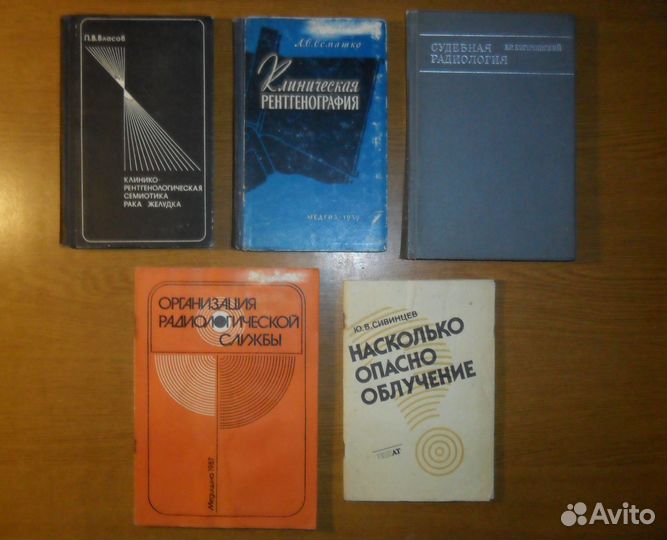 П.В.Власов
КЛИНИКО-
РЕНТГЕНОЛОГИЧЕСКАЯ
СЕМИОТИКА
РАКА ЖЕЛУДКА
Клиническая
РЕНТГЕНОГРАФИЯ
МЕДГИЗ-1959
СУДЕБНАЯ
РАДИОЛОГИЯ
ОРГАНИЗАЦИЯ
РАДИОЛОГИЧЕСКОЙ
СЛУЖБЫ
Ю.В.СИВИНЦЕВ
НАСКОЛЬКО
ОПАСНО
ОБЛУЧЕНИЕ
Avito